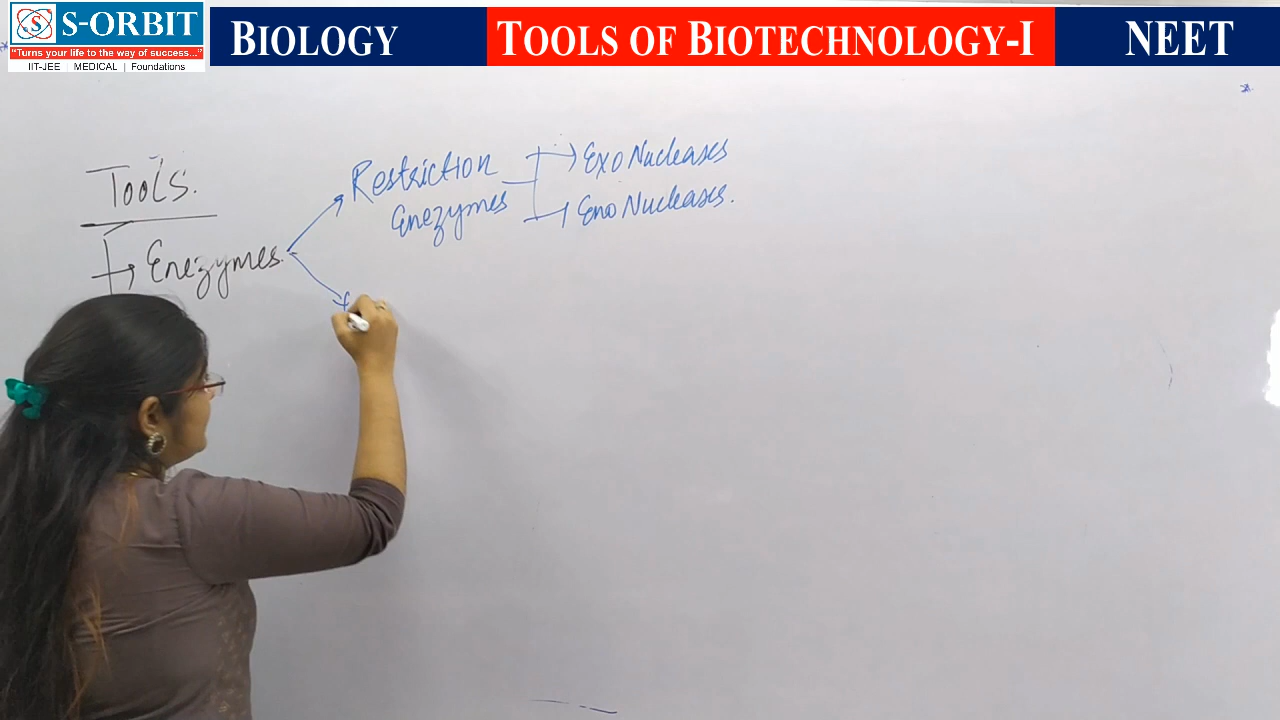 S-ORBIT
"Turns your life to the way of success..."
IIT-JEE | MEDICAL | Foundations
BIOLOGY
TOOLS OF BIOTECHNOLOGY-I
NEET
Tools.
Enezymes.
Restriction
Enezymes
Exo Nucleases
Eno Nucleases.